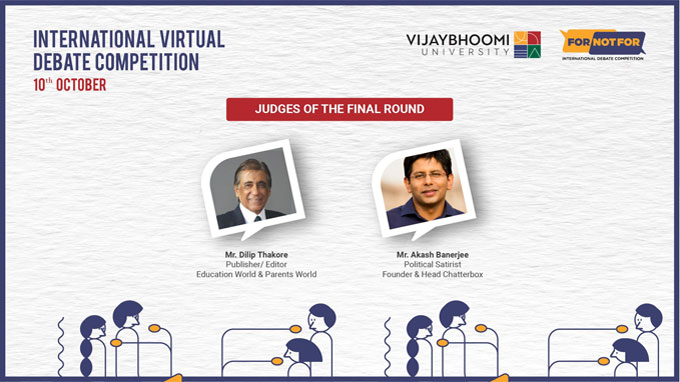 INTERNATIONAL VIRTUAL
DEBATE COMPETITION
10th OCTOBER
VIJAYBHOOMI
UNIVERSITY
FOR NOT FOR
INTERNATIONAL DEBATE COMPETITION
JUDGES OF THE FINAL ROUND
Mr. Dilip Thakore
Publisher/ Editor
Education World & Parents World
Mr. Akash Banerjee
Political Satirist
Founder & Head Chatterbox